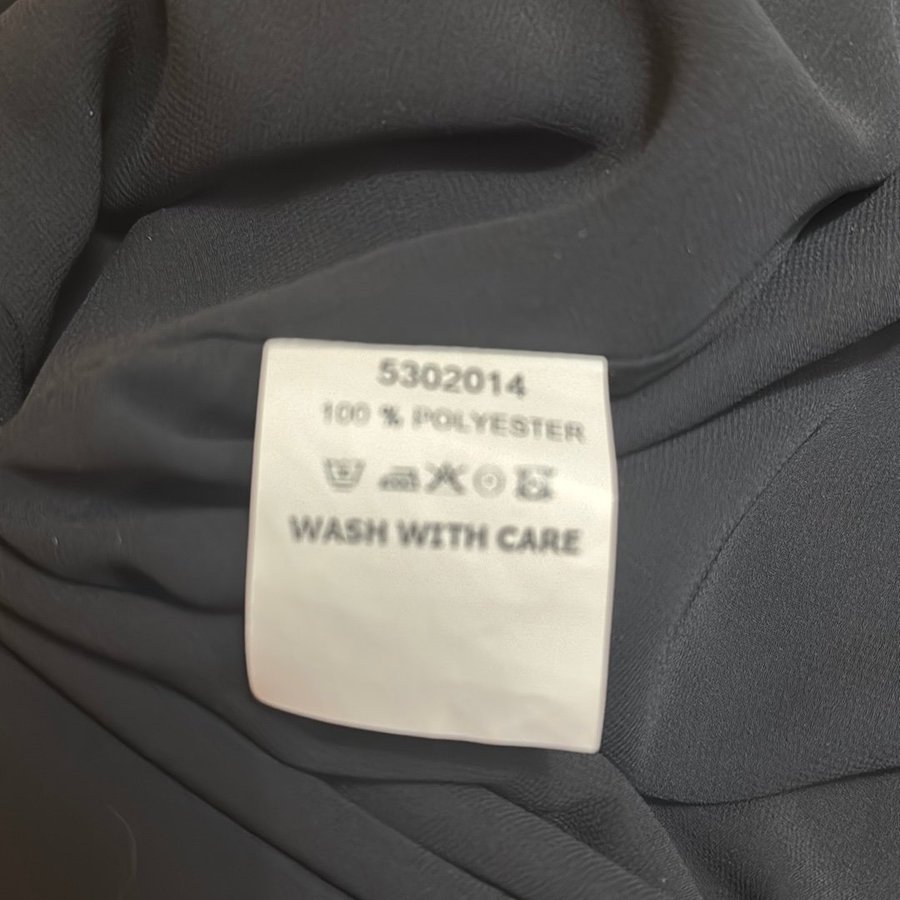 5302014
100 % POLYESTER
WASH WITH CARE